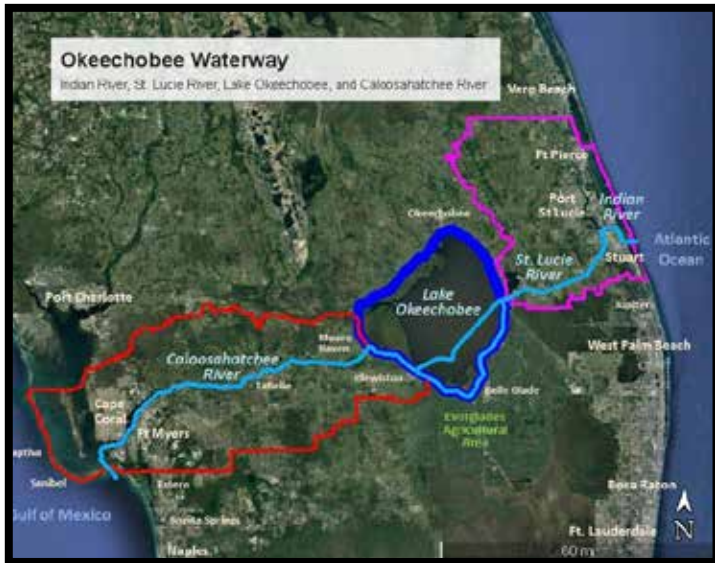 Okeechobee Waterway
Indian River, St. Lucie River, Lake Okeechobee, and Caloosahatchee River
Vero Beach
Ft Pierce
Port
St Lucie
Indian
River
Okeechobee
Atlantic
Ocean
St. Lucie
River
Stuart
Lake
Okeechobee
Port Charlotte
Jupiter
Moore
Haven
West Palm Beach
Caloosahatchee
River
LaBelle
Clewiston
Belle Glade
Cape
Coral
Everglades
Agricultural
Area
Ft Myers
aptiva
Sanibel
Estero
Boca Raton
Gulf of Mexico
Bonita Springs
N
Ft. Lauderdale
Naples
60 mi